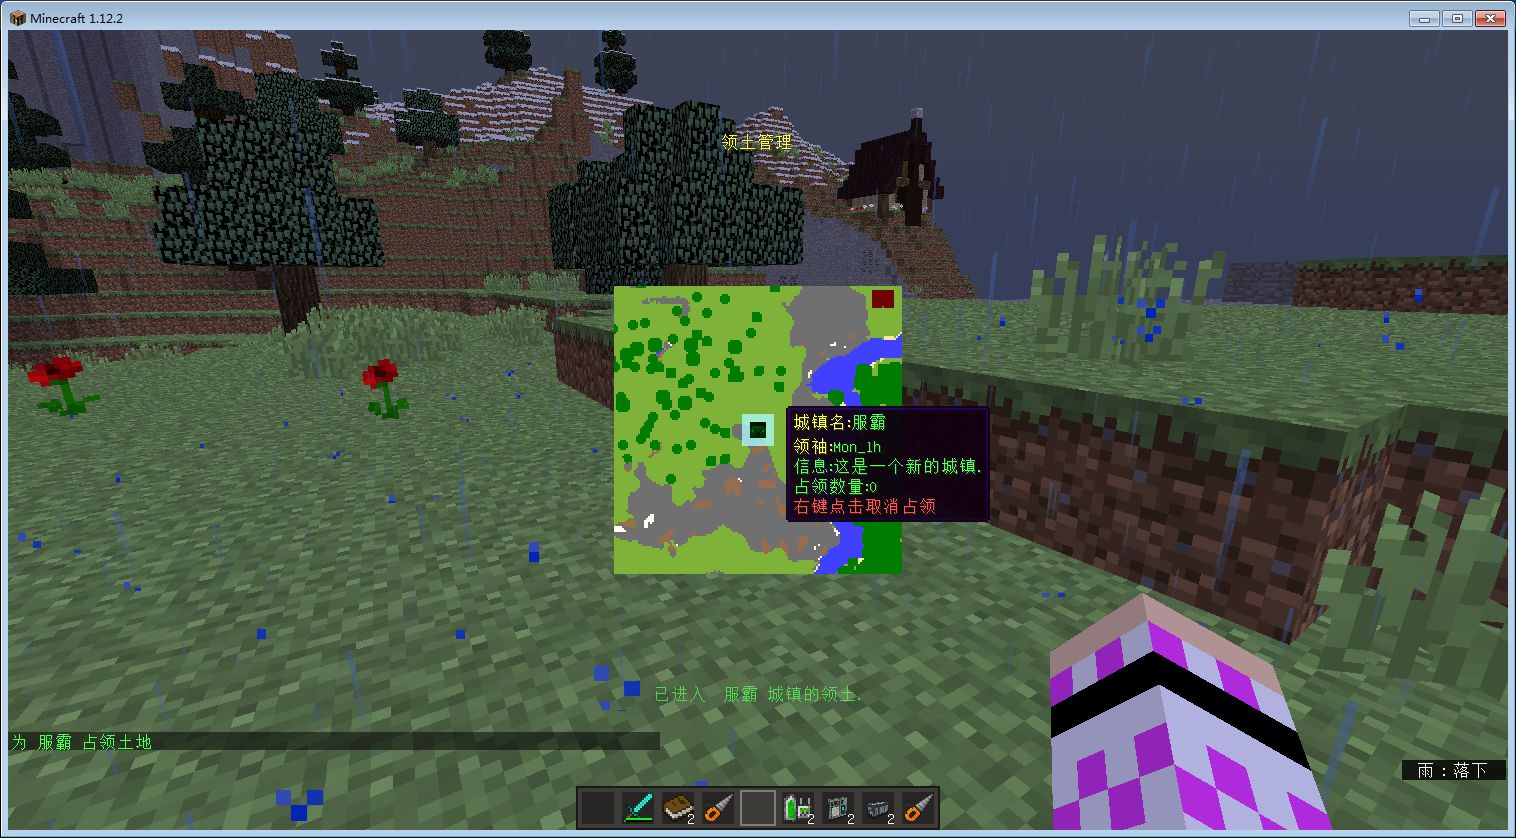 Minecraft 1.12.2
领土管理
城镇名:服霸
领袖:Mon_lh
信息:这是一个新的城镇.
占领数量:0
右键点击取消占领
已进入 服霸 城镇的领土.
为 服霸 占领土地
雨：落下
2
2
2
2